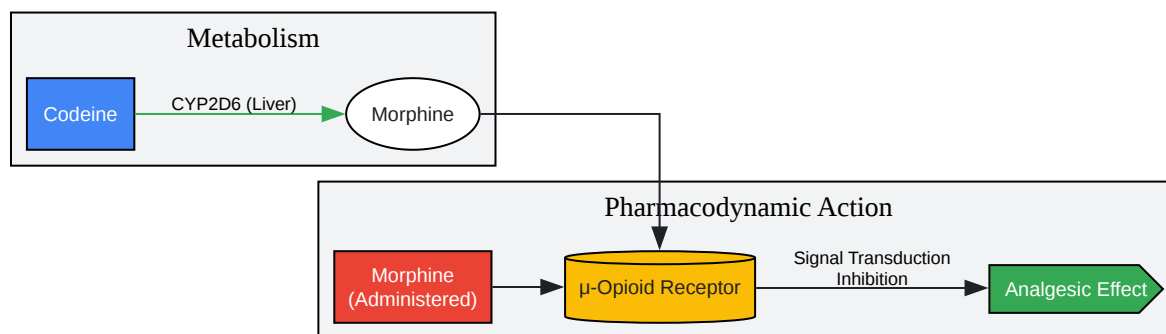 Metabolism
Codeine
CYP2D6 (Liver)
Morphine
Pharmacodynamic Action
Morphine
(Administered)
μ-Opioid Receptor
Signal Transduction
Inhibition
Analgesic Effect